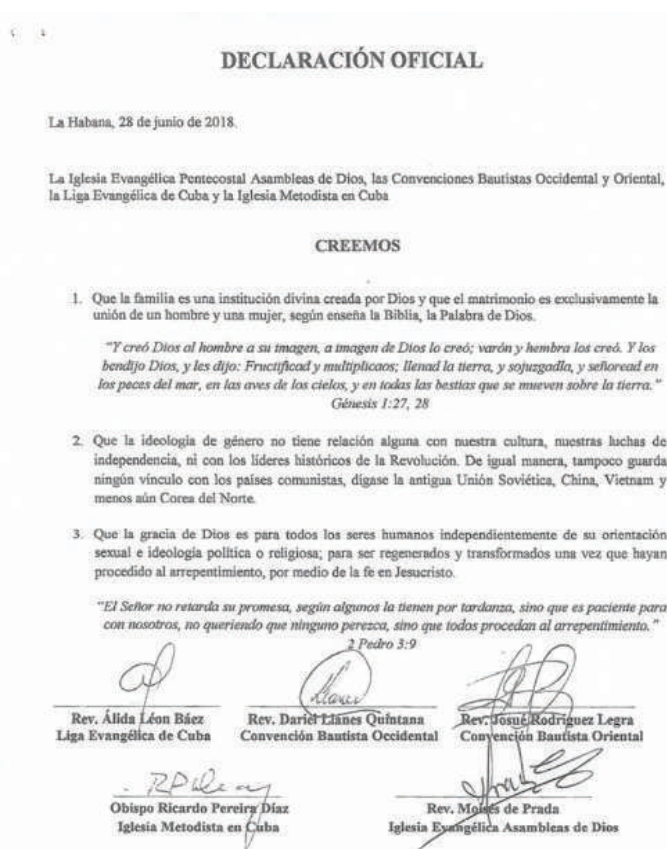 DECLARACIÓN OFICIAL
La Habana, 28 de junio de 2018.
La Iglesia Evangélica Pentecostal Asambleas de Dios, las Convenciones Bautistas Occidental y Oriental,
la Liga Evangélica de Cuba y la Iglesia Metodista en Cuba
CREEMOS
1. Que la familia es una institución divina creada por Dios y que el matrimonio es exclusivamente la
unión de un hombre y una mujer, según enseña la Biblia, la Palabra de Dios.
"Y creó Dios al hombre a su imagen, a imagen de Dios lo creó; varón y hembra los creó. Y los
bendijo Dios, y les dijo: Fructificad y multiplicaos; llenad la tierra, y sojuzgadla, y señoread en
los peces del mar, en las aves de los cielos, y en todas las bestias que se mueven sobre la tierra."
Génesis 1:27, 28
2. Que la ideología de género no tiene relación alguna con nuestra cultura, nuestras luchas de
independencia, ni con los líderes históricos de la Revolución. De igual manera, tampoco guarda
ningún vínculo con los países comunistas, dígase la antigua Unión Soviética, China, Vietnam y
menos aún Corea del Norte.
3. Que la gracia de Dios es para todos los seres humanos independientemente de su orientación
sexual e ideología política o religiosa; para ser regenerados y transformados una vez que hayan
procedido al arrepentimiento, por medio de la fe en Jesucristo.
"El Señor no retarda su promesa, según algunos la tienen por tardanza, sino que es paciente para
con nosotros, no queriendo que ninguno perezca, sino que todos procedan al arrepentimiento."
2 Pedro 3:9
Rev. Álida Léon Báez Rev. Dariel Llanes Quintana Rev. Josué Rodríguez Legra
Liga Evangélica de Cuba Convención Bautista Occidental Convención Bautista Oriental
Obispo Ricardo Pereira Díaz Rev. Moisés de Prada
Iglesia Metodista en Cuba Iglesia Evangélica Asambleas de Dios